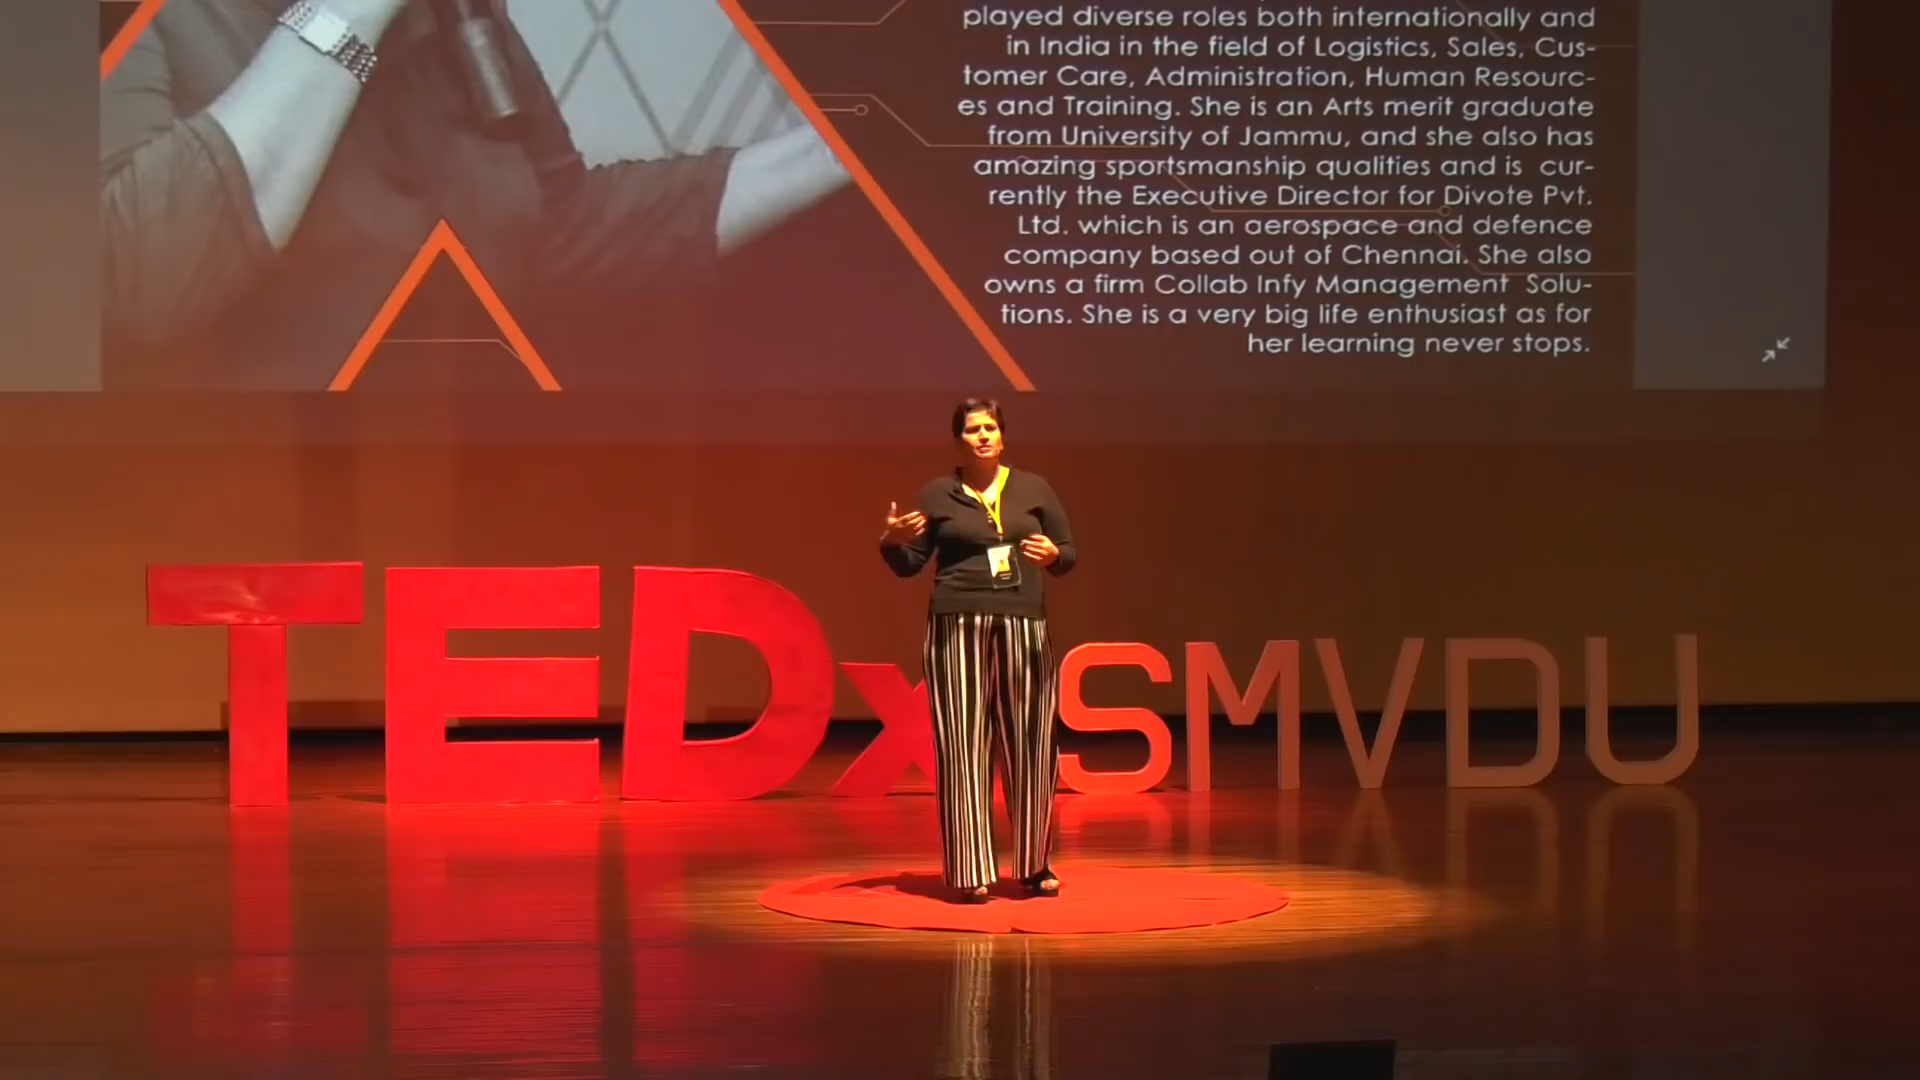 played diverse roles both internationally and
in India in the field of Logistics, Sales, Cus-
tomer Care, Administration, Human Resourc-
es and Training. She is an Arts merit graduate
from University of Jammu, and she also has
amazing sportsmanship qualities and is cur-
rently the Executive Director for Divote Pvt.
Ltd. which is an aerospace and defence
company based out of Chennai. She also
owns a firm Collab Infy Management Solu-
tions. She is a very big life enthusiast as for
her learning never stops.
TEDx SMVDU